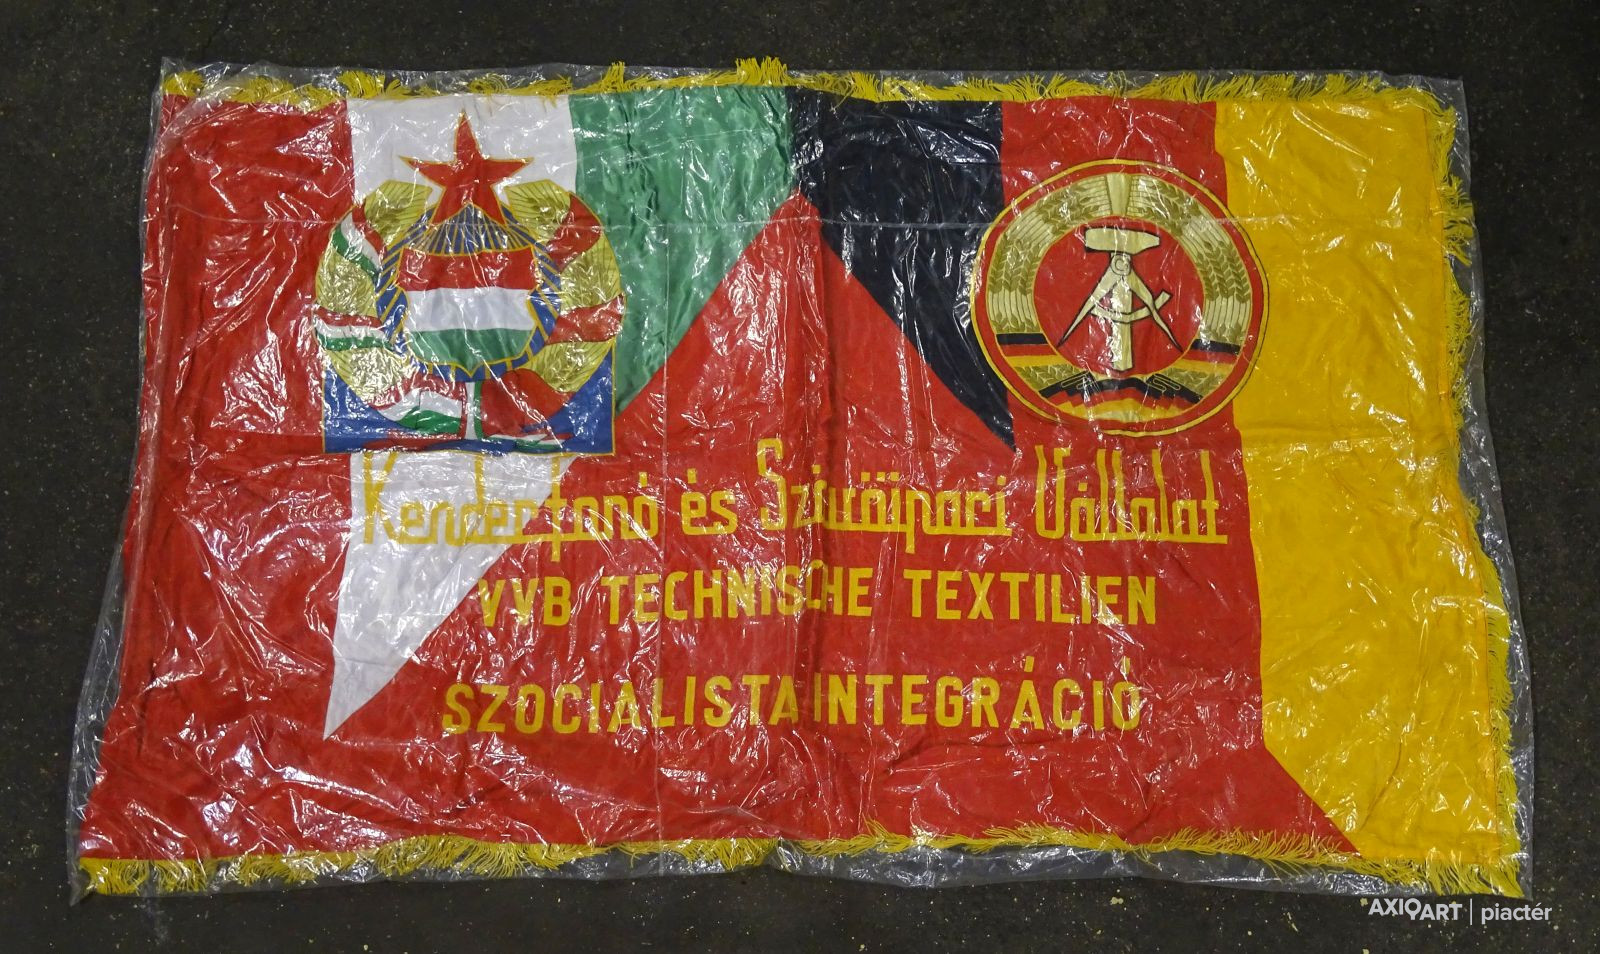 Kenderfonó és Szövőipari Vállalat
VVB TECHNISCHE TEXTILIEN
SZOCIALISTA INTEGRÁCIÓ
AXIOART | piactér